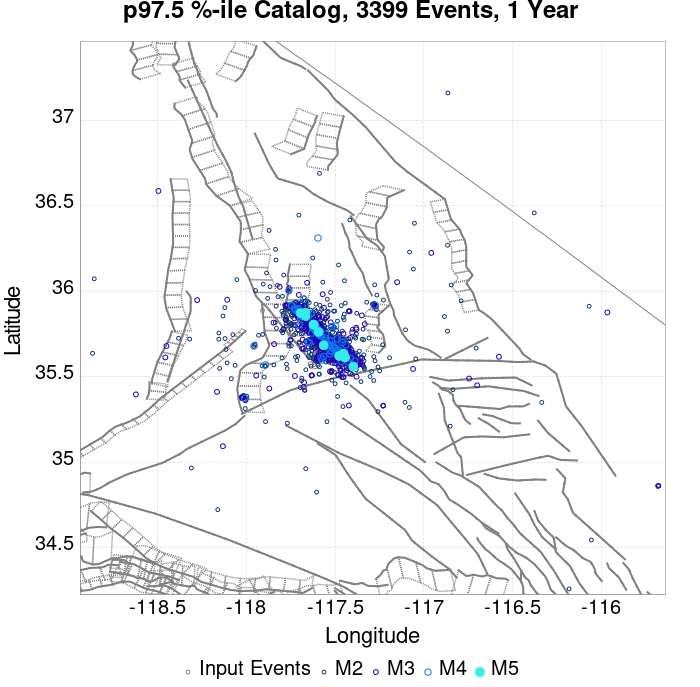 p97.5 %-ile Catalog, 3399 Events, 1 Year
37
36.5
36
35.5
35
34.5
Latitude
-118.5 -118 -117.5 -117 -116.5 -116
Longitude
Input Events M2 M3 M4 M5